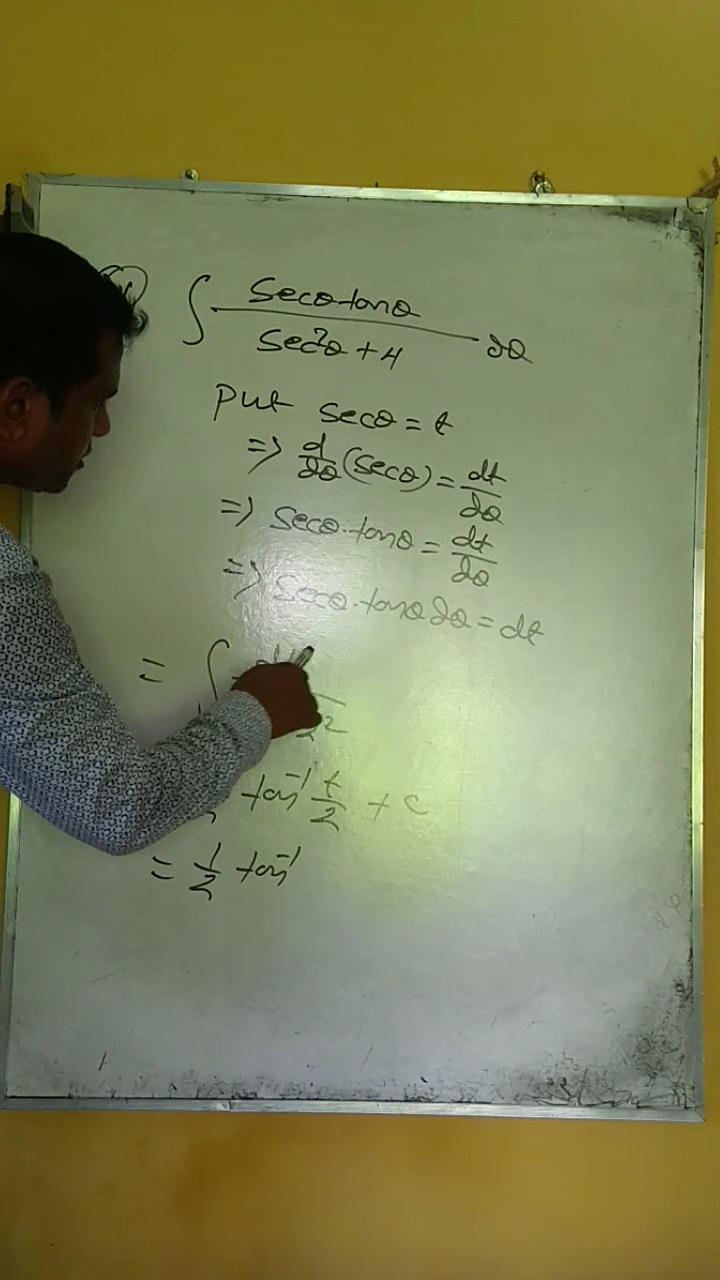 ∫ secθ tanθ / sec²θ + 4 dθ
Put secθ = t
=> d/dθ (secθ) = dt/dθ
=> secθ · tanθ = dt/dθ
=> secθ · tanθ dθ = dt
= ∫
tan⁻¹ t/2 + c
= 1/2 tan⁻¹